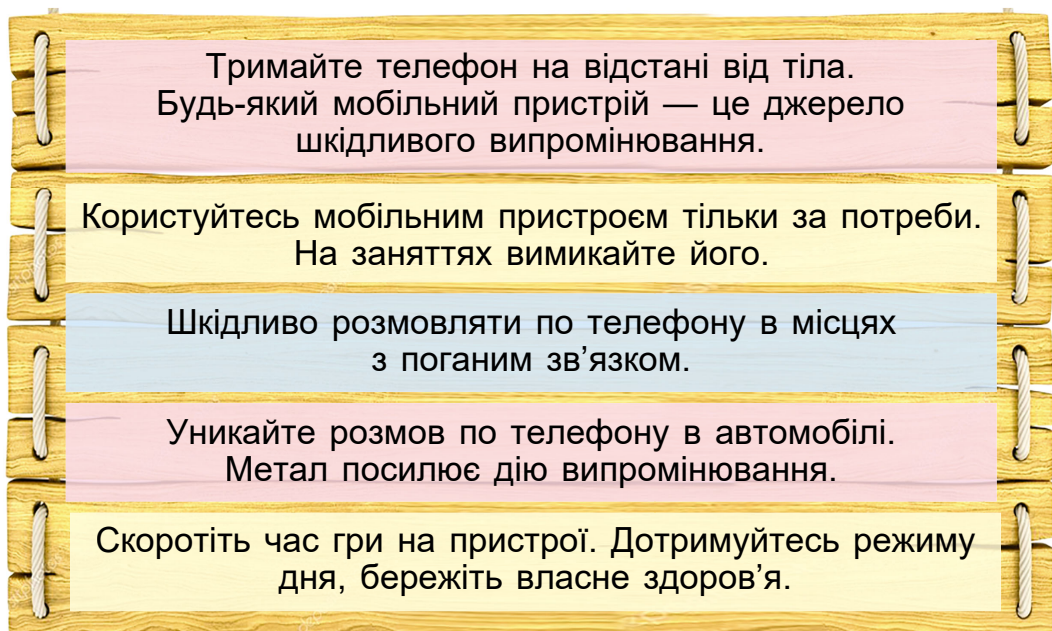 Тримайте телефон на відстані від тіла.
Будь-який мобільний пристрій — це джерело
шкідливого випромінювання.
Користуйтесь мобільним пристроєм тільки за потреби.
На заняттях вимикайте його.
Шкідливо розмовляти по телефону в місцях
з поганим зв’язком.
Уникайте розмов по телефону в автомобілі.
Метал посилює дію випромінювання.
Скоротіть час гри на пристрої. Дотримуйтесь режиму
дня, бережіть власне здоров’я.